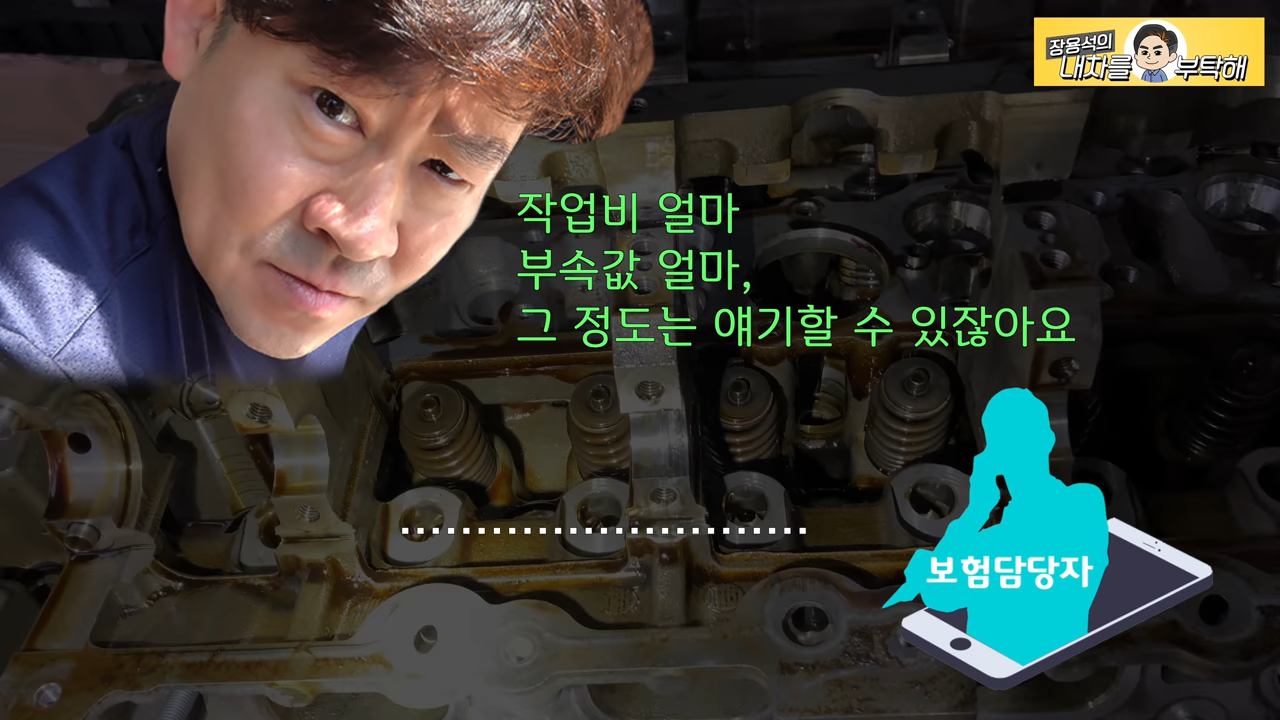 장용석의
내차를 부탁해
작업비 얼마
부속값 얼마,
그 정도는 얘기할 수 있잖아요
...........................
보험담당자